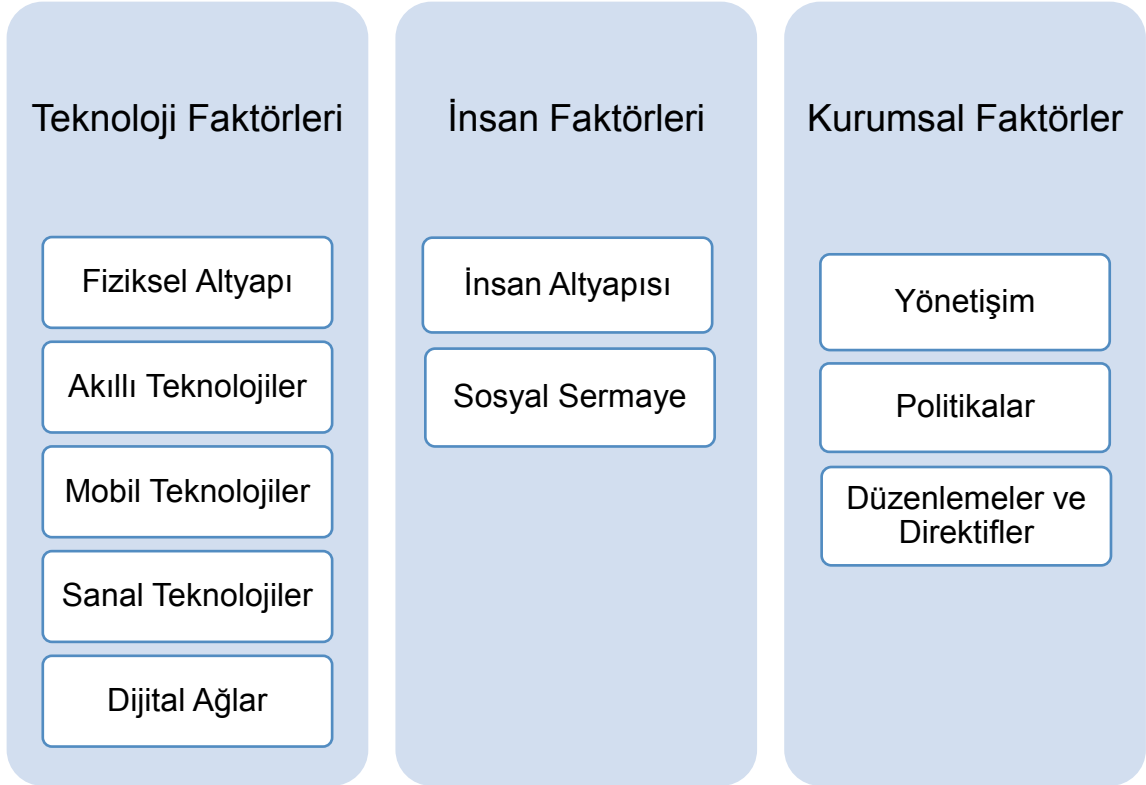 Teknoloji Faktörleri
Fiziksel Altyapı
Akıllı Teknolojiler
Mobil Teknolojiler
Sanal Teknolojiler
Dijital Ağlar
İnsan Faktörleri
İnsan Altyapısı
Sosyal Sermaye
Kurumsal Faktörler
Yönetişim
Politikalar
Düzenlemeler ve
Direktifler